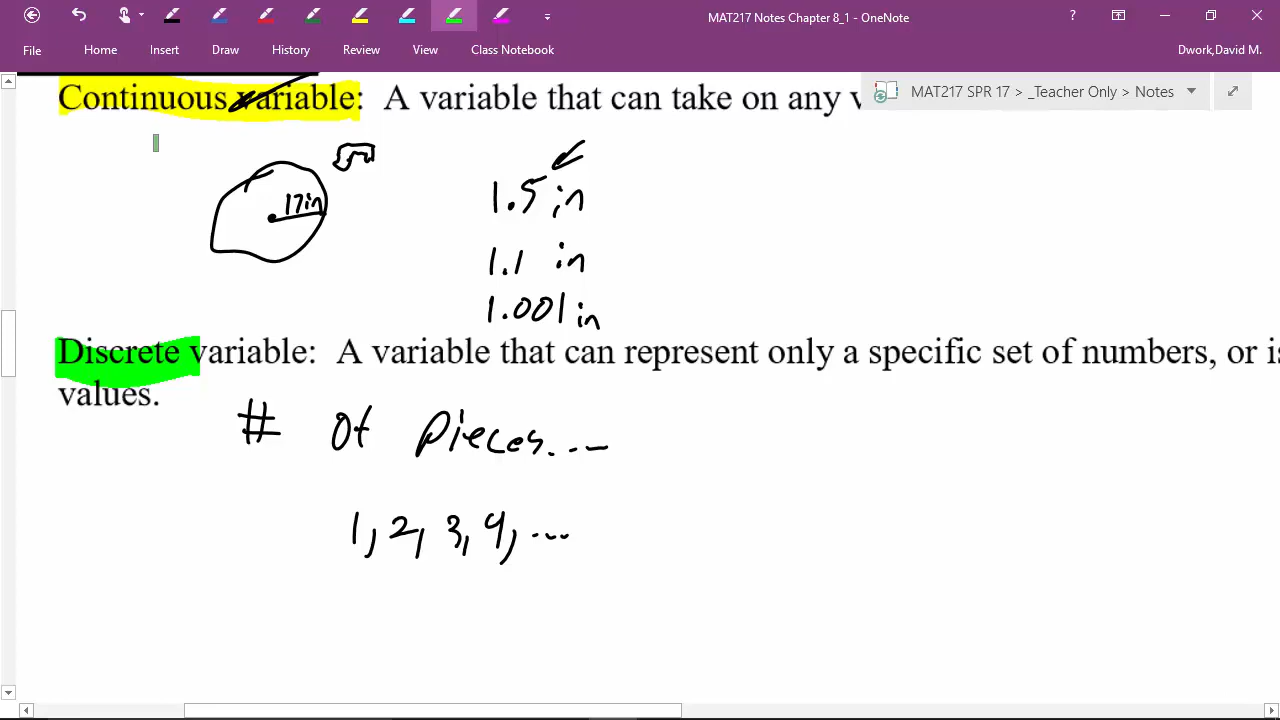 MAT217 Notes Chapter 8_1 - OneNote
?
File Home Insert Draw History Review View Class Notebook Dwork,David M.
MAT217 SPR 17 > _Teacher Only > Notes
Continuous variable: A variable that can take on any v
17in
1.5 in
1.1 in
1.001 in
Discrete variable: A variable that can represent only a specific set of numbers, or is
values.
# of pieces...
1, 2, 3, 4, ...